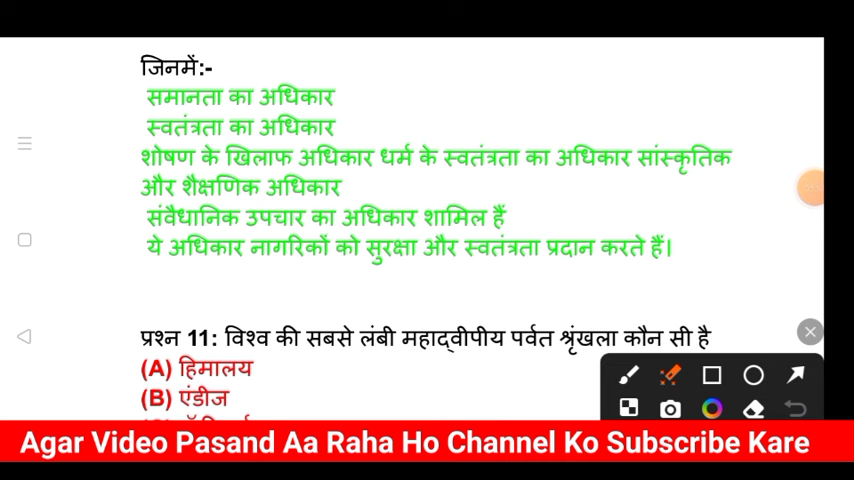 जिनमें:-
समानता का अधिकार
स्वतंत्रता का अधिकार
शोषण के खिलाफ अधिकार धर्म के स्वतंत्रता का अधिकार सांस्कृतिक
और शैक्षणिक अधिकार
संवैधानिक उपचार का अधिकार शामिल हैं
ये अधिकार नागरिकों को सुरक्षा और स्वतंत्रता प्रदान करते हैं।
प्रश्न 11: विश्व की सबसे लंबी महाद्वीपीय पर्वत श्रृंखला कौन सी है
(A) हिमालय
(B) एंडीज
Agar Video Pasand Aa Raha Ho Channel Ko Subscribe Kare